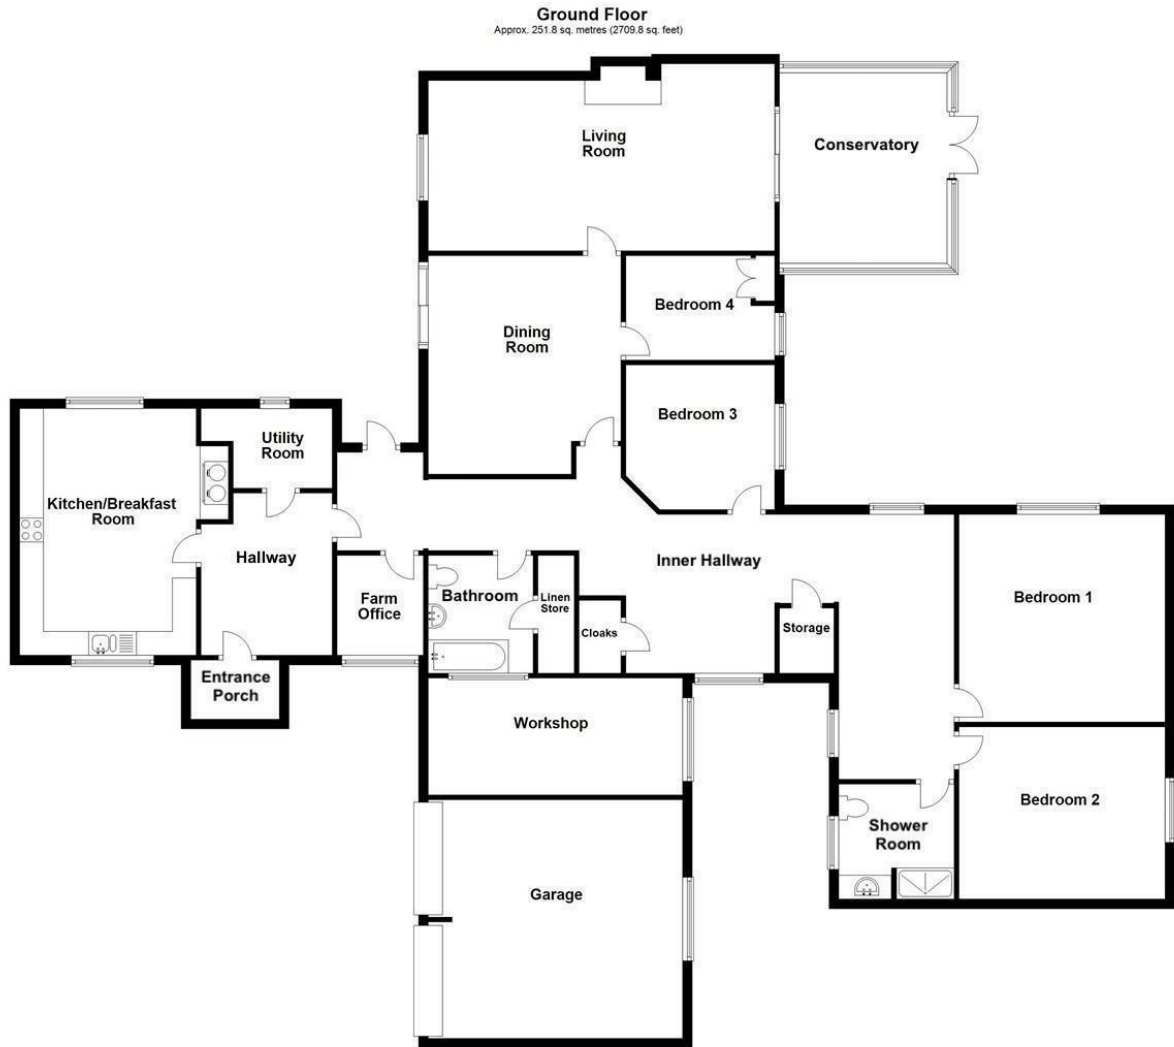 Ground Floor
Approx. 251.8 sq. metres (2709.8 sq. feet)
Living
Room
Conservatory
Bedroom 4
Dining
Room
Bedroom 3
Utility
Room
Kitchen/Breakfast
Room
Hallway
Inner Hallway
Farm
Office
Bathroom
Linen
Store
Cloaks
Storage
Bedroom 1
Entrance
Porch
Workshop
Bedroom 2
Shower
Room
Garage